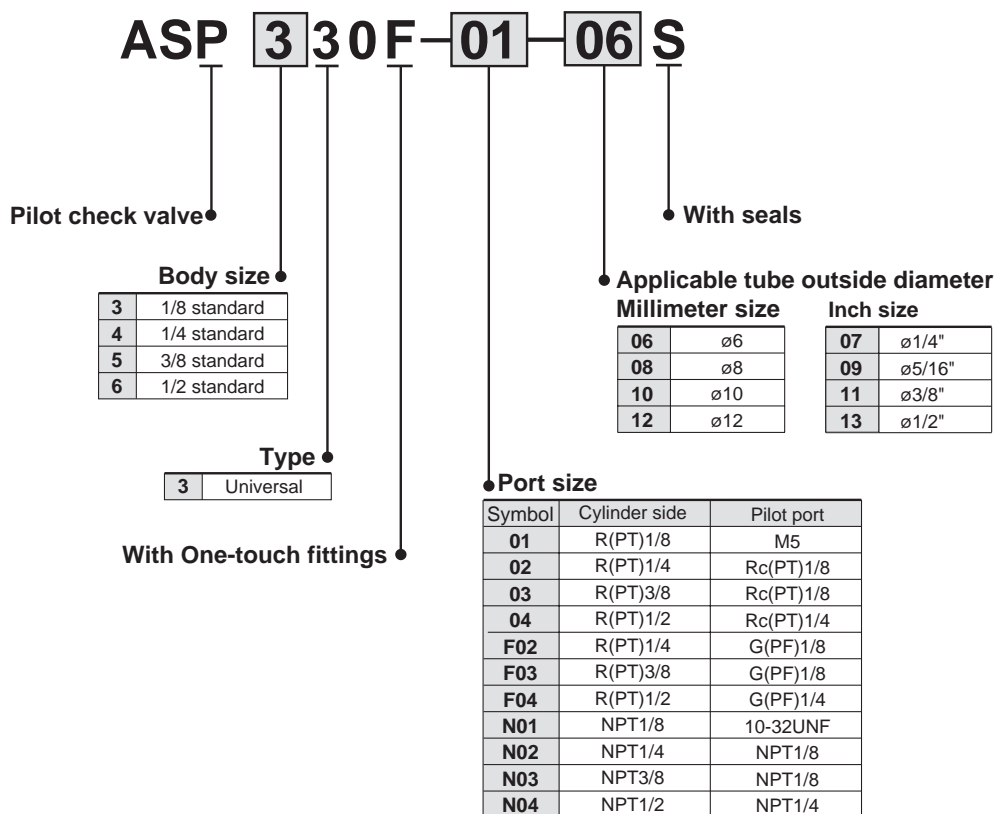 ASP 3 3 0 F-01-06 S
Pilot check valve
With seals
Body size
3 1/8 standard
4 1/4 standard
5 3/8 standard
6 1/2 standard
Applicable tube outside diameter
Millimeter size
06 ø6
08 ø8
10 ø10
12 ø12
Inch size
07 ø1/4"
09 ø5/16"
11 ø3/8"
13 ø1/2"
Type
3 Universal
With One-touch fittings
Port size
Symbol Cylinder side Pilot port
01 R(PT)1/8 M5
02 R(PT)1/4 Rc(PT)1/8
03 R(PT)3/8 Rc(PT)1/8
04 R(PT)1/2 Rc(PT)1/4
F02 R(PT)1/4 G(PF)1/8
F03 R(PT)3/8 G(PF)1/8
F04 R(PT)1/2 G(PF)1/4
N01 NPT1/8 10-32UNF
N02 NPT1/4 NPT1/8
N03 NPT3/8 NPT1/8
N04 NPT1/2 NPT1/4